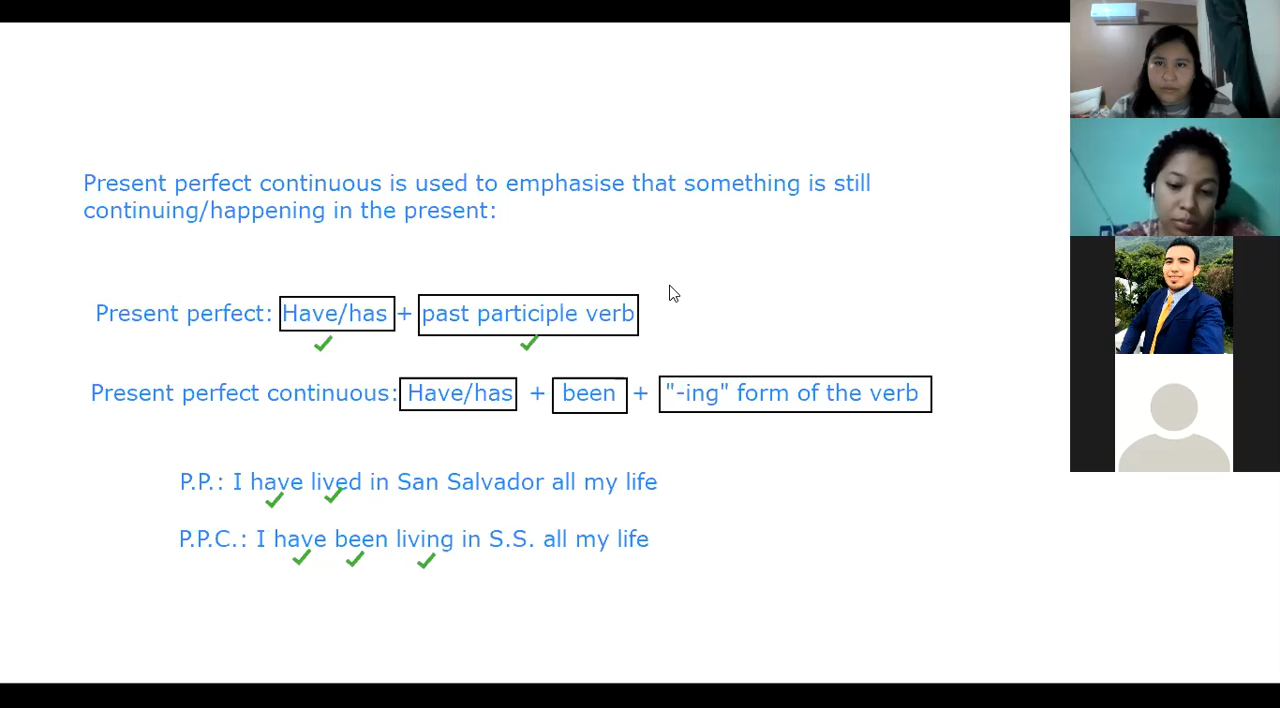 Present perfect continuous is used to emphasise that something is still
continuing/happening in the present:
Present perfect: Have/has + past participle verb
Present perfect continuous: Have/has + been + "-ing" form of the verb
P.P.: I have lived in San Salvador all my life
P.P.C.: I have been living in S.S. all my life